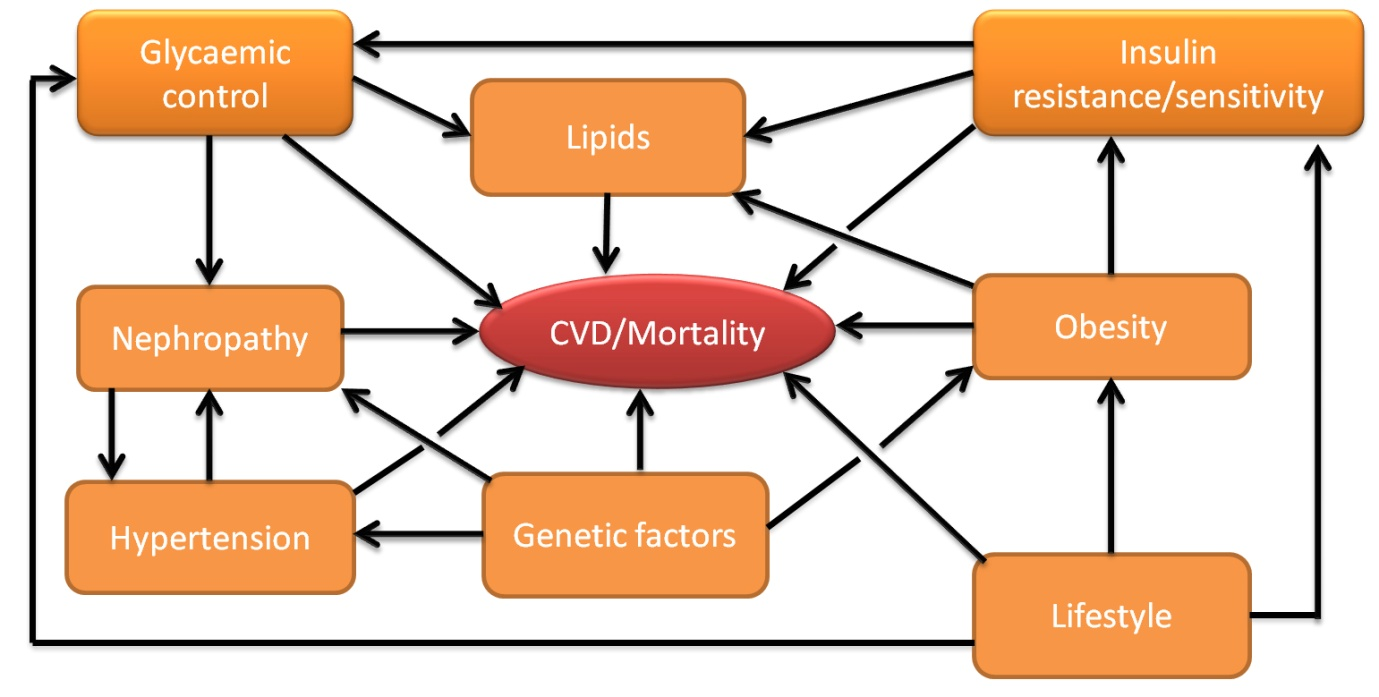 Glycaemic
control
Insulin
resistance/sensitivity
Lipids
Nephropathy
CVD/Mortality
Obesity
Hypertension
Genetic factors
Lifestyle